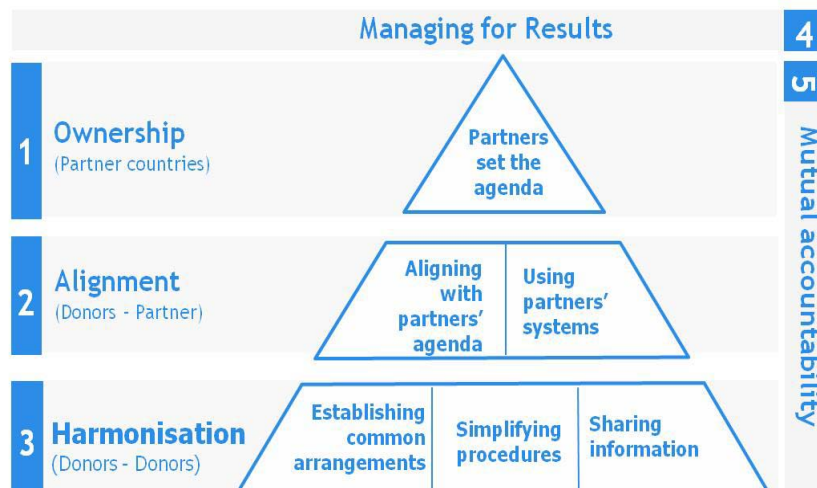 Managing for Results
4
5
Mutual accountability
1
Ownership
(Partner countries)
Partners
set the
agenda
2
Alignment
(Donors - Partner)
Aligning
with
partners’
agenda
Using
partners’
systems
3
Harmonisation
(Donors - Donors)
Establishing
common
arrangements
Simplifying
procedures
Sharing
information